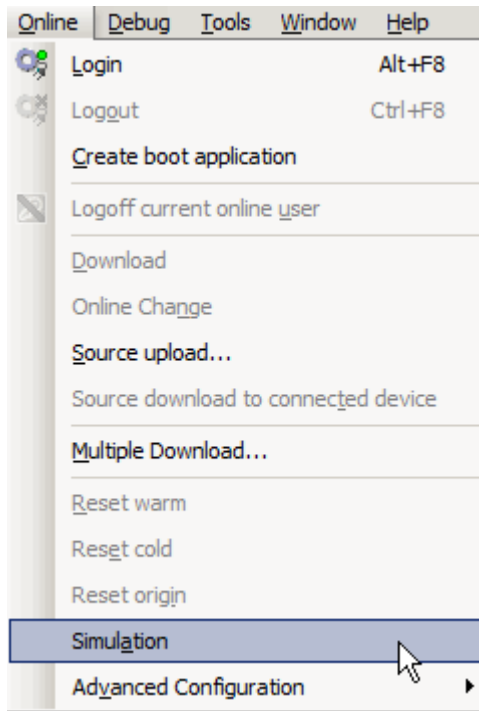 Online Debug Tools Window Help
Login Alt+F8
Logout Ctrl+F8
Create boot application
Logoff current online user
Download
Online Change
Source upload...
Source download to connected device
Multiple Download...
Reset warm
Reset cold
Reset origin
Simulation
Advanced Configuration